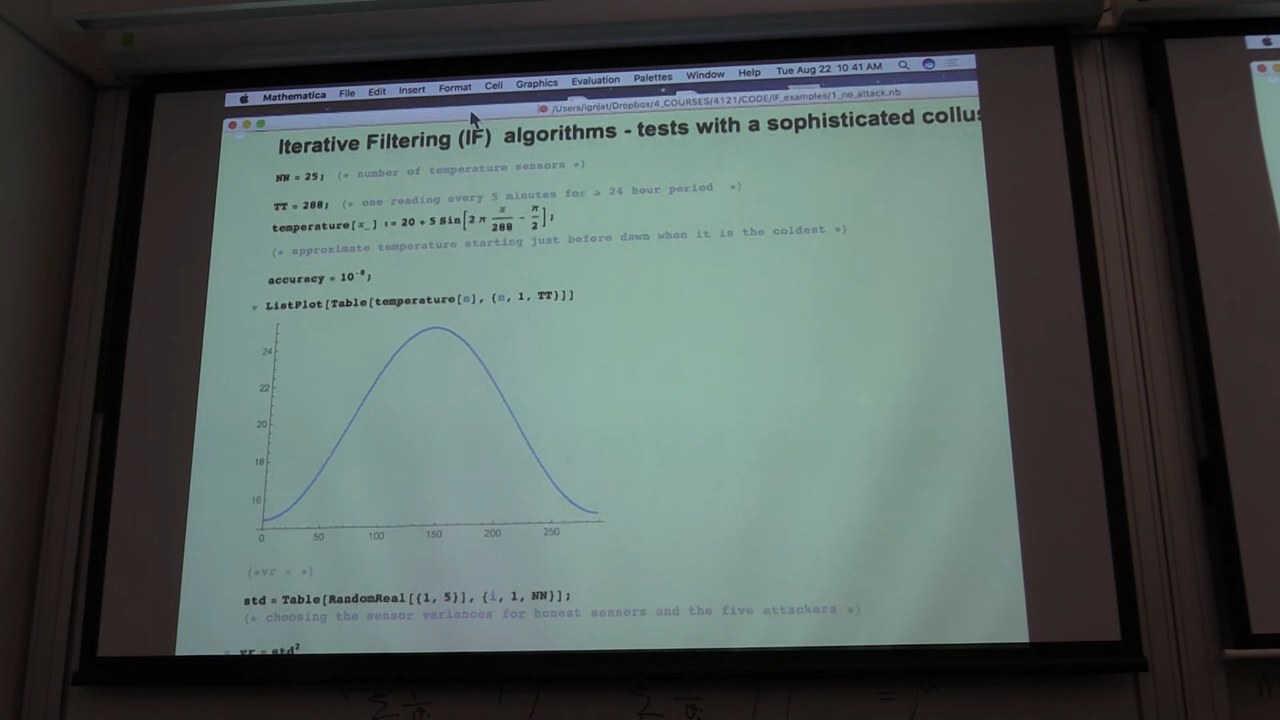 Mathematica File Edit Insert Format Cell Graphics Evaluation Palettes Window Help Tue Aug 22 10:41 AM
/Users/ignjat/Dropbox/4_COURSES/4121/CODE/IF_examples/1_no_attack.nb
Iterative Filtering (IF) algorithms - tests with a sophisticated collus
NN = 25; (* number of temperature sensors *)
TT = 288; (* one reading every 5 minutes for a 24 hour period *)
temperature[x_] := 20 + 5 Sin[2 π x/288 - π/2];
(* approximate temperature starting just before dawn when it is the coldest *)
accuracy = 10^-8;
ListPlot[Table[temperature[n], {n, 1, TT}]]
24
22
20
18
16
0 50 100 150 200 250
(*vr = *)
std = Table[RandomReal[{1, 5}], {i, 1, NN}];
(* choosing the sensor variances for honest sensors and the five attackers *)
vr = std²